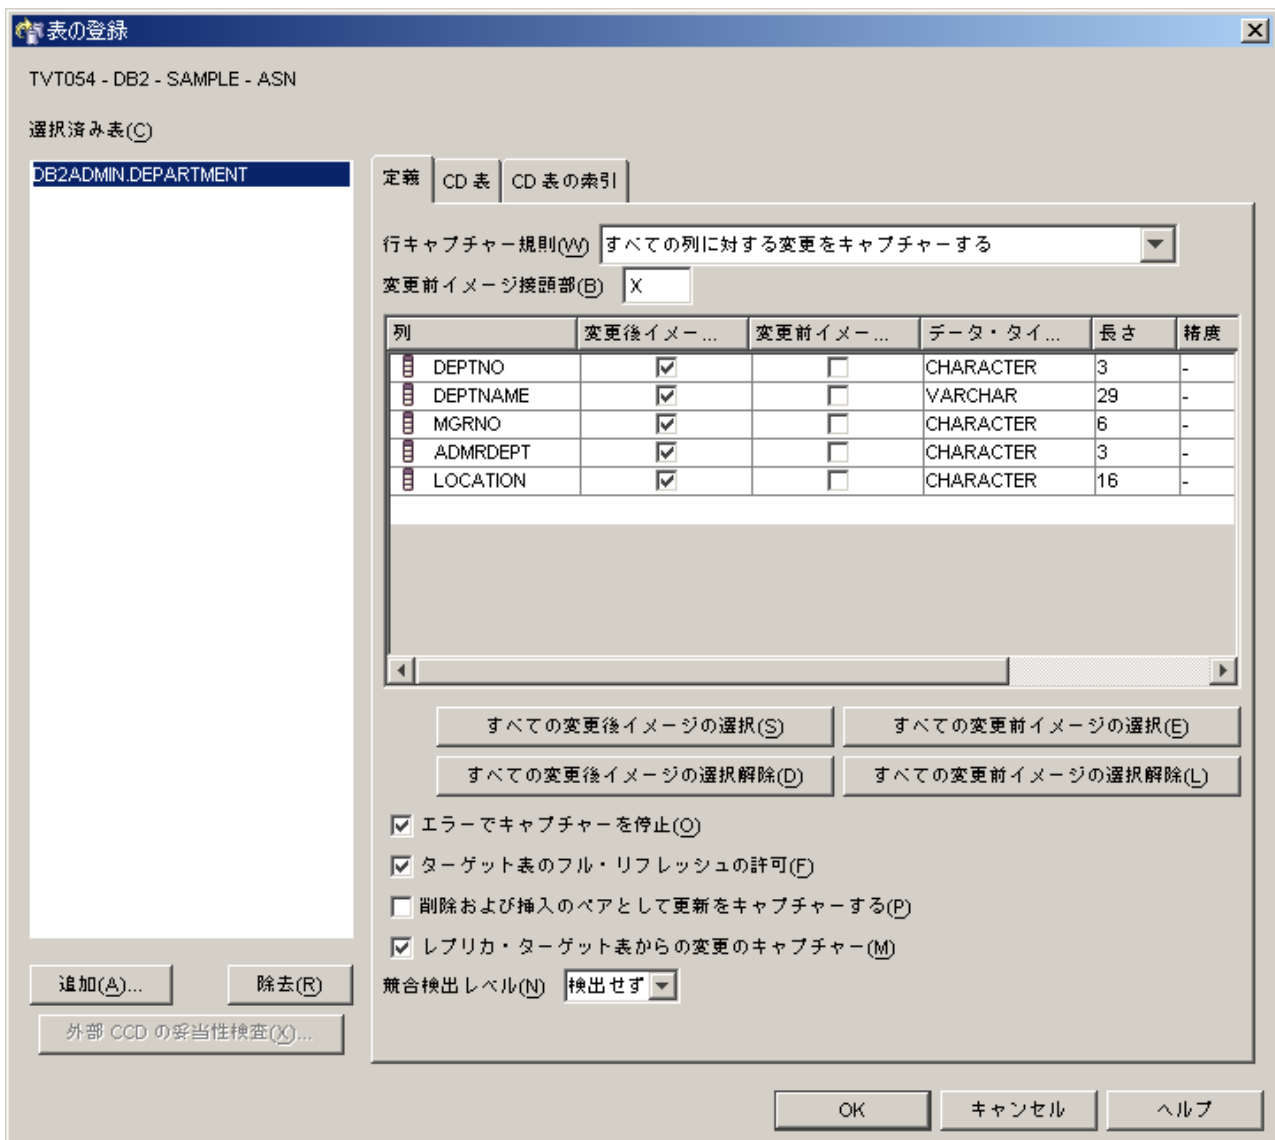 表の登録
TVT054 - DB2 - SAMPLE - ASN
選択済み表(C)
DB2ADMIN.DEPARTMENT
定義 CD 表 CD 表の索引
行キャプチャー規則(W) すべての列に対する変更をキャプチャーする
変更前イメージ接頭部(B) X
列 変更後イメー... 変更前イメー... データ・タイ... 長さ 精度
DEPTNO CHARACTER 3 -
DEPTNAME VARCHAR 29 -
MGRNO CHARACTER 6 -
ADMRDEPT CHARACTER 3 -
LOCATION CHARACTER 16 -
すべての変更後イメージの選択(S) すべての変更前イメージの選択(E)
すべての変更後イメージの選択解除(D) すべての変更前イメージの選択解除(L)
エラーでキャプチャーを停止(O)
ターゲット表のフル・リフレッシュの許可(F)
削除および挿入のペアとして更新をキャプチャーする(P)
レプリカ・ターゲット表からの変更のキャプチャー(M)
競合検出レベル(N) 検出せず
追加(A)... 除去(R)
外部 CCD の妥当性検査(X)...
OK キャンセル ヘルプ